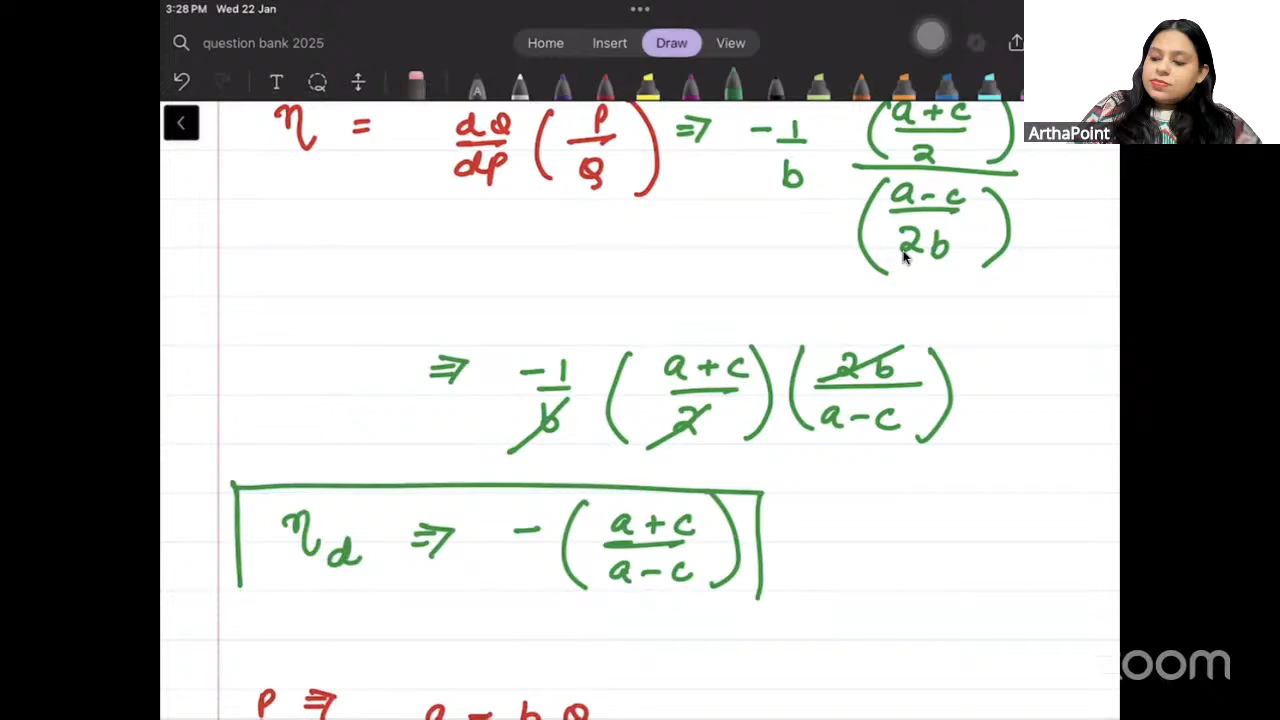 3:28 PM Wed 22 Jan
question bank 2025
Home Insert Draw View
ArthaPoint
η = dQ/dP (P/Q) ⇒ -1/b ((a+c)/2)/((a-c)/2b)
⇒ -1/b ((a+c)/2) (2b/(a-c))
η_d ⇒ -((a+c)/(a-c))
P ⇒ a - b Q
zoom